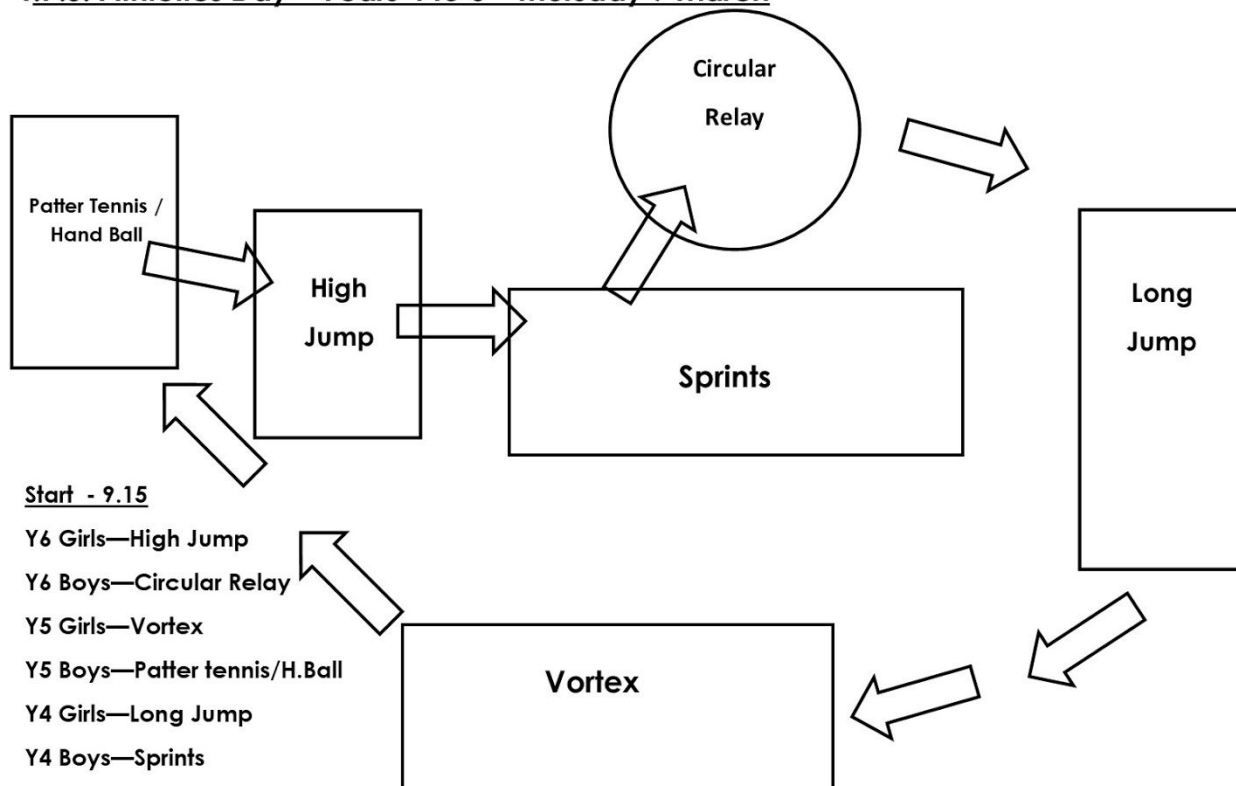 Athletics Day
Circular
Relay
Patter Tennis /
Hand Ball
High
Jump
Long
Jump
Sprints
Start - 9.15
Y6 Girls—High Jump
Y6 Boys—Circular Relay
Y5 Girls—Vortex
Y5 Boys—Patter tennis/H.Ball
Y4 Girls—Long Jump
Y4 Boys—Sprints
Vortex